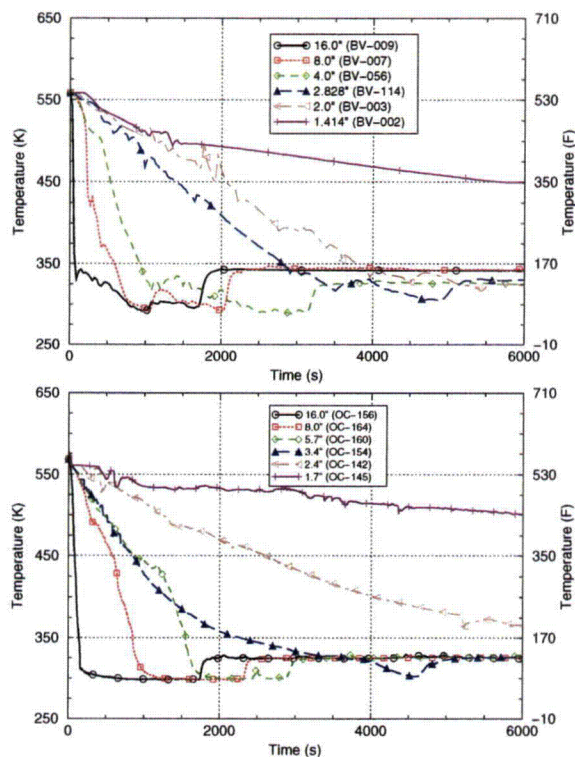 650
550
450
350
250
Temperature (K)
16.0" (BV-009)
8.0" (BV-007)
4.0" (BV-056)
2.828" (BV-114)
2.0" (BV-003)
1.414" (BV-002)
710
530
350
170
-10
Temperature (F)
0 2000 4000 6000
Time (s)
650
550
450
350
250
Temperature (K)
16.0" (OC-156)
8.0" (OC-164)
5.7" (OC-160)
3.4" (OC-154)
2.4" (OC-142)
1.7" (OC-145)
710
530
350
170
-10
Temperature (F)
0 2000 4000 6000
Time (s)